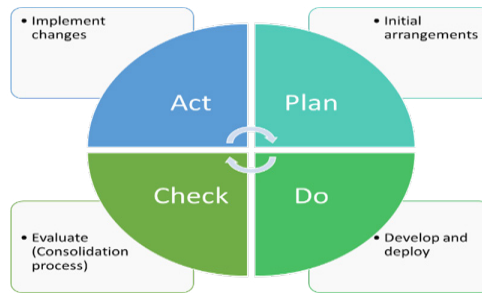 • Implement
changes
• Initial
arrangements
Act
Plan
Check
Do
• Evaluate
(Consolidation
process)
• Develop and
deploy